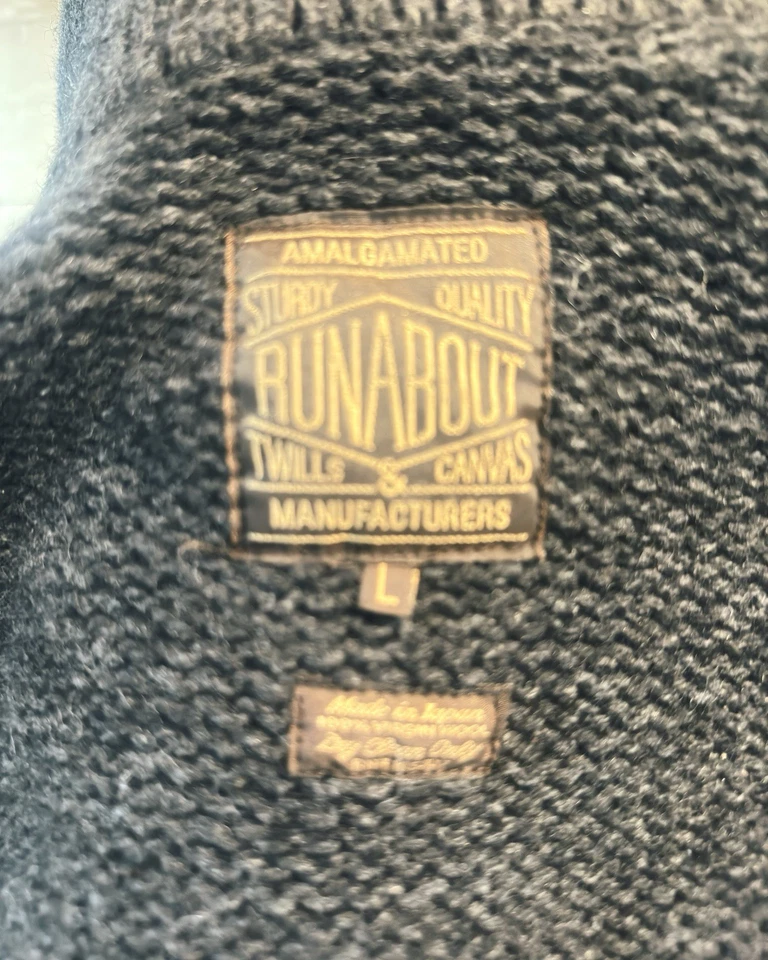 AMALGAMATED
STURDY QUALITY
RUNABOUT
TWILLS & CANVAS
MANUFACTURERS
L
Made in Japan
Dry Clean Only